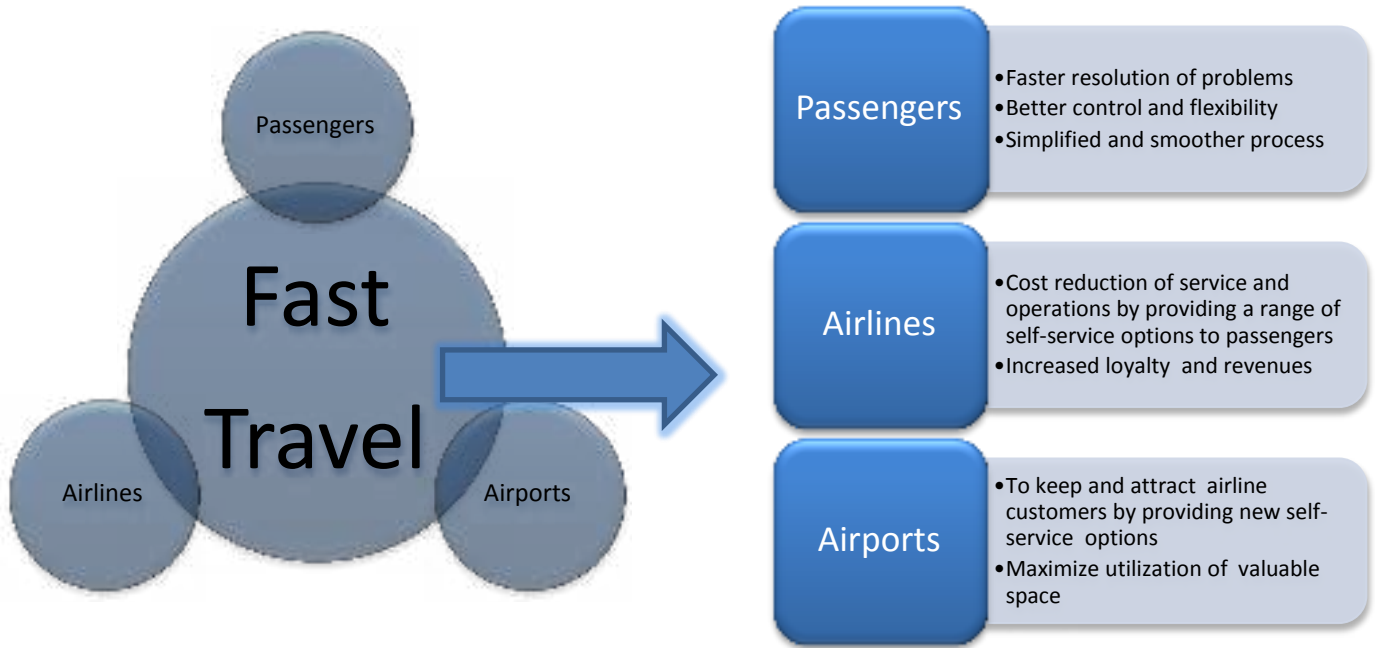 Passengers
Fast
Travel
Airlines
Airports
Passengers
•Faster resolution of problems
•Better control and flexibility
•Simplified and smoother process
Airlines
•Cost reduction of service and
operations by providing a range of
self-service options to passengers
•Increased loyalty and revenues
Airports
•To keep and attract airline
customers by providing new self-
service options
•Maximize utilization of valuable
space